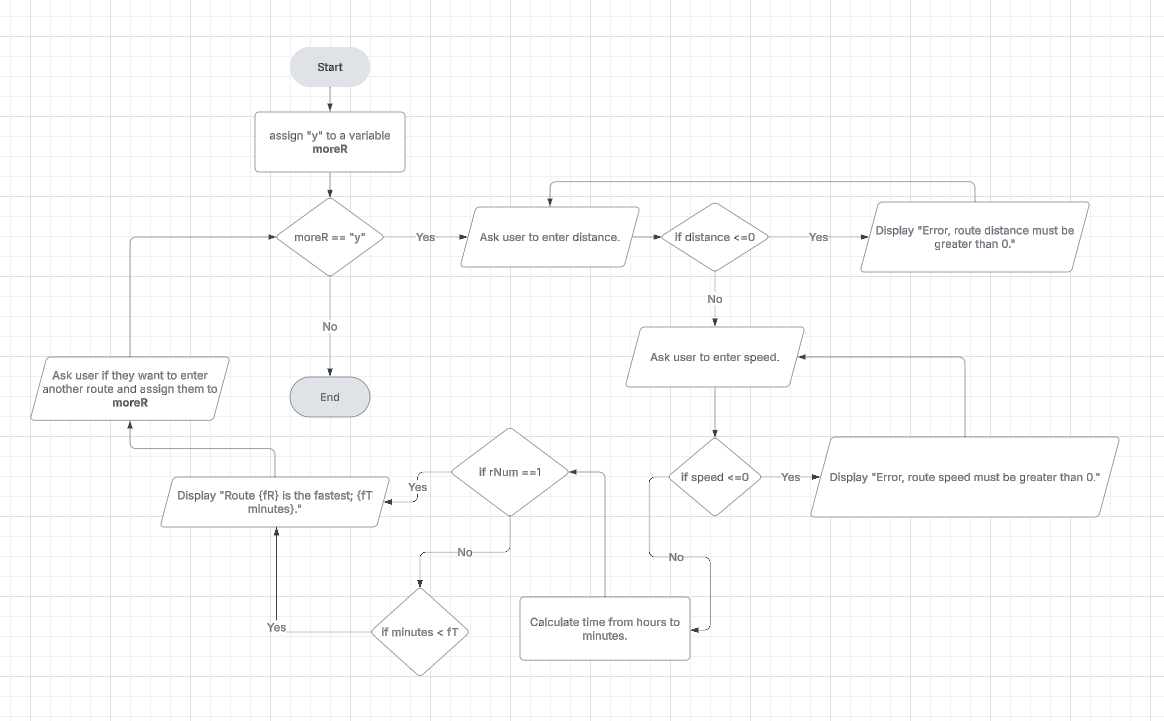 Start
assign "y" to a variable
moreR
moreR == "y"
Yes
Ask user to enter distance.
if distance <=0
Yes
Display "Error, route distance must be
greater than 0."
No
No
Ask user to enter speed.
Ask user if they want to enter
another route and assign them to
moreR
End
if rNum ==1
if speed <=0
Yes
Display "Error, route speed must be greater than 0."
Yes
Display "Route {fR} is the fastest; {fT
minutes}."
No
No
Calculate time from hours to
minutes.
if minutes < fT
Yes